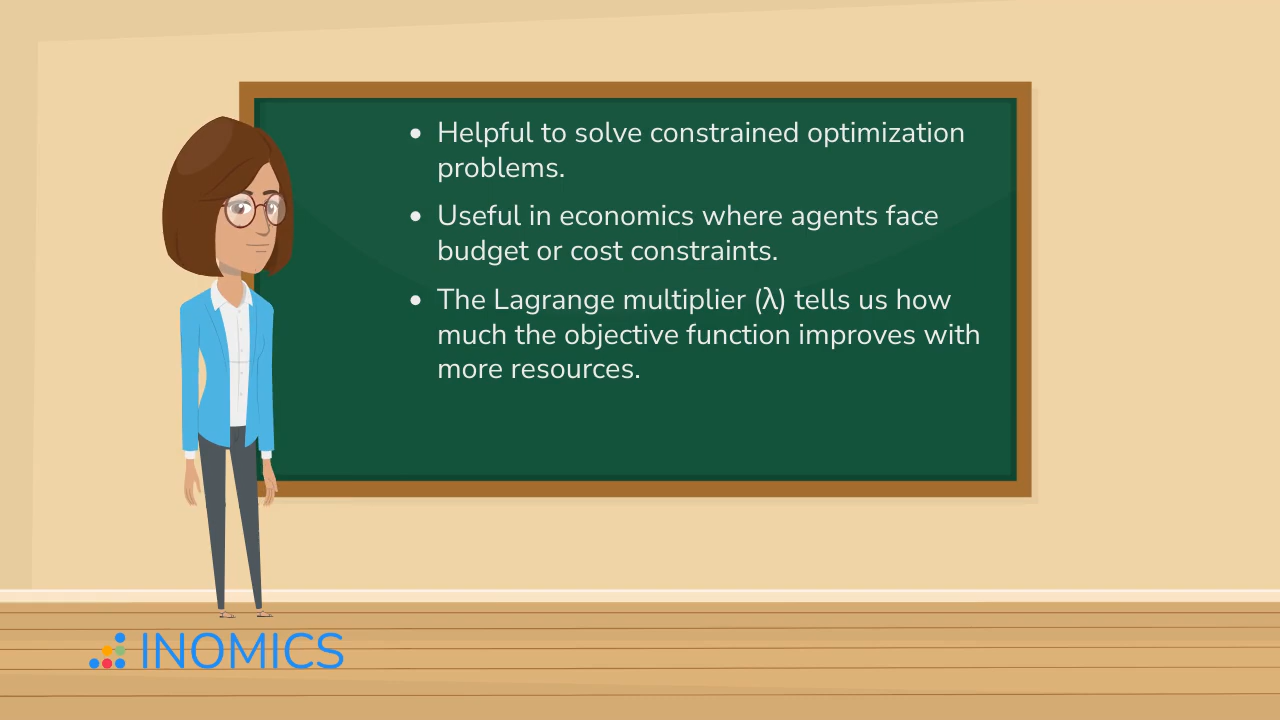 • Helpful to solve constrained optimization
problems.
• Useful in economics where agents face
budget or cost constraints.
• The Lagrange multiplier (λ) tells us how
much the objective function improves with
more resources.
INOMICS